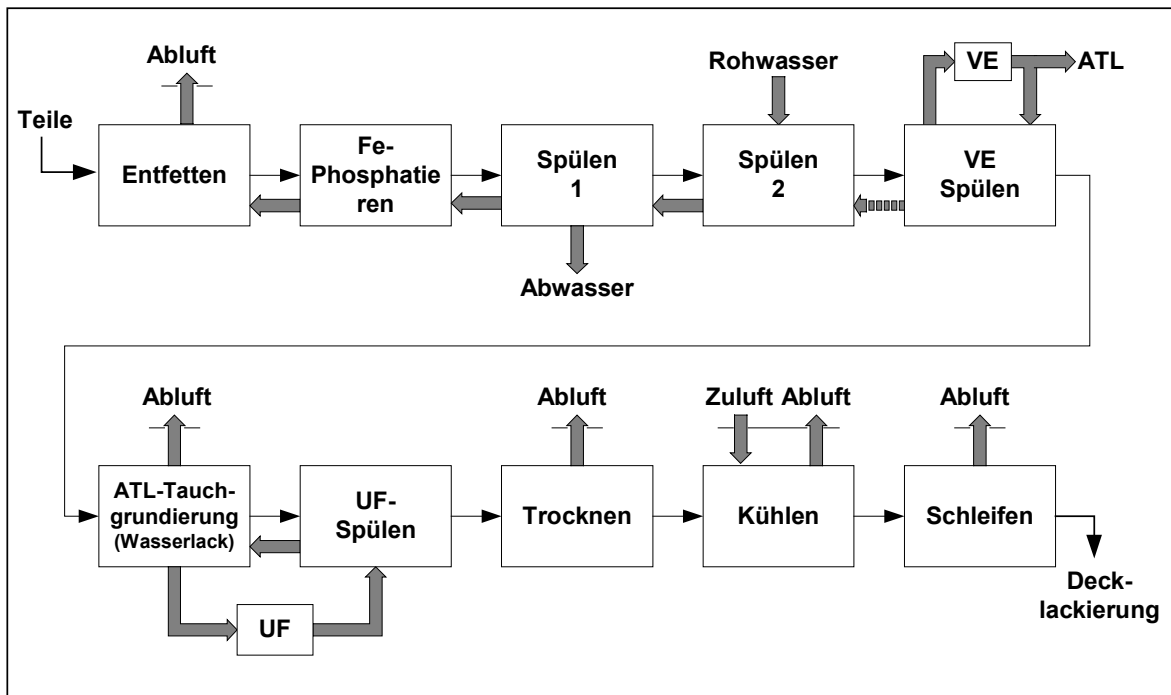 Abluft
Teile
Entfetten
Fe-
Phosphatie
ren
Spülen
1
Abwasser
Rohwasser
Spülen
2
VE
ATL
VE
Spülen
Abluft
ATL-Tauch-
grundierung
(Wasserlack)
UF-
Spülen
UF
Abluft
Trocknen
Zuluft Abluft
Kühlen
Abluft
Schleifen
Deck-
lackierung